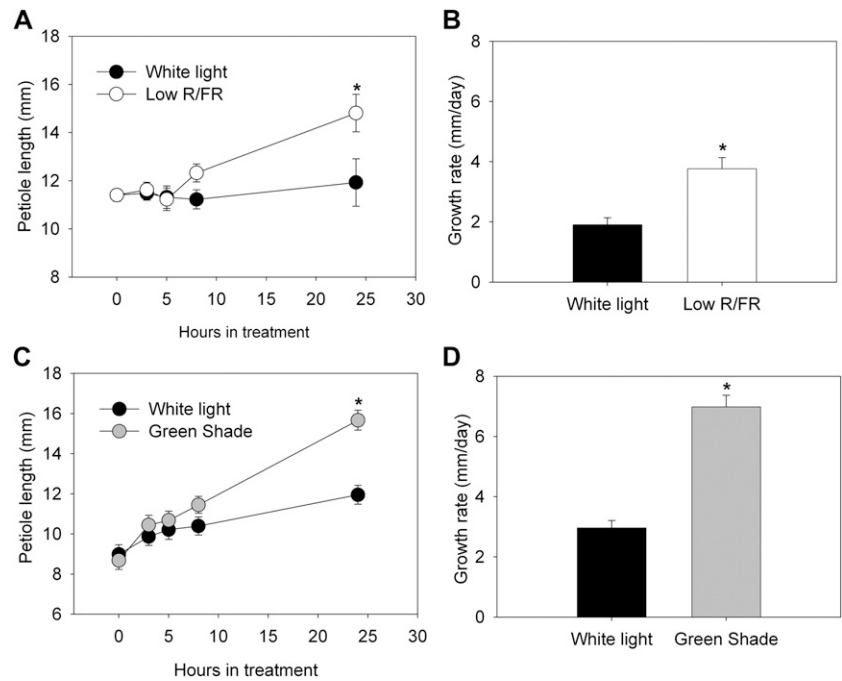 A
18
16
14
12
10
8
Petiole length (mm)
White light
Low R/FR
*
0 5 10 15 20 25 30
Hours in treatment
B
8
6
4
2
0
Growth rate (mm/day)
*
White light Low R/FR
C
18
16
14
12
10
8
6
Petiole length (mm)
White light
Green Shade
*
0 5 10 15 20 25 30
Hours in treatment
D
8
6
4
2
0
Growth rate (mm/day)
*
White light Green Shade